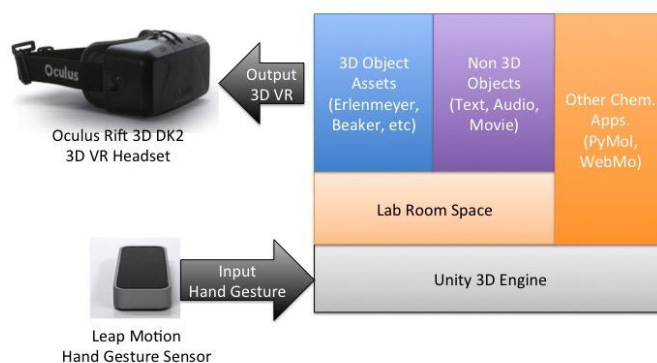 Oculus
Oculus Rift 3D DK2
3D VR Headset
Output
3D VR
3D Object
Assets
(Erlenmeyer,
Beaker, etc)
Non 3D
Objects
(Text, Audio,
Movie)
Other Chem.
Apps.
(PyMol,
WebMo)
Lab Room Space
Unity 3D Engine
Input
Hand Gesture
Leap Motion
Hand Gesture Sensor